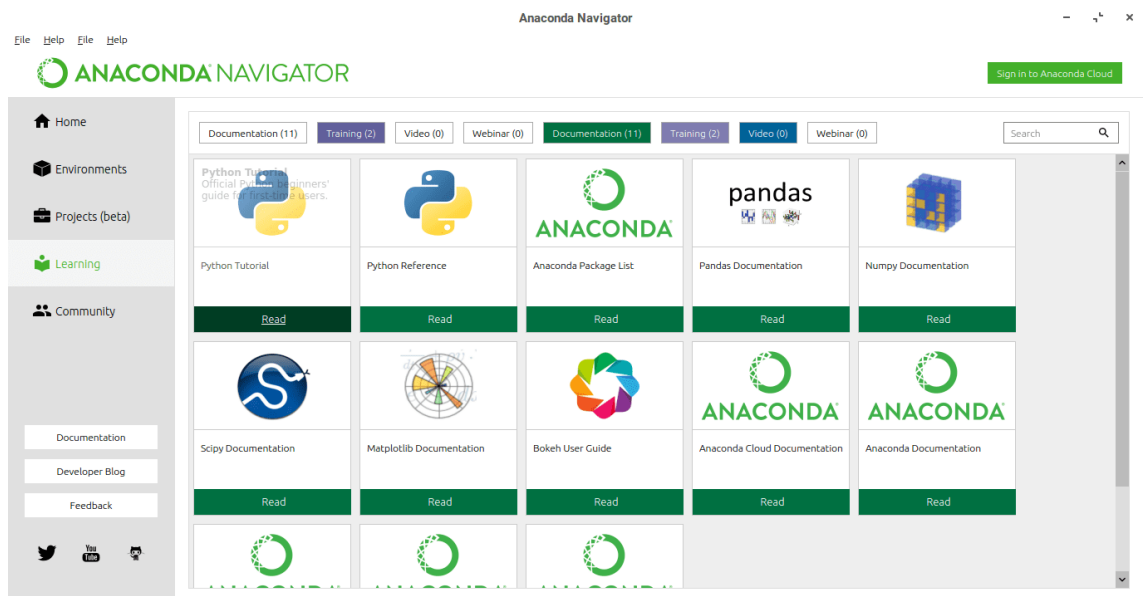 Anaconda Navigator
File Help File Help
ANACONDA NAVIGATOR
Sign in to Anaconda Cloud
Home
Environments
Projects (beta)
Learning
Community
Documentation
Developer Blog
Feedback
You
Tube
Documentation (11) Training (2) Video (0) Webinar (0) Documentation (11) Training (2) Video (0) Webinar (0) Search
Python Tutorial
Official Python beginners'
guide for first-time users.
ANACONDA
pandas
Python Tutorial Python Reference Anaconda Package List Pandas Documentation Numpy Documentation
Read Read Read Read Read
ANACONDA ANACONDA
Scipy Documentation Matplotlib Documentation Bokeh User Guide Anaconda Cloud Documentation Anaconda Documentation
Read Read Read Read Read
ANACONDA ANACONDA ANACONDA